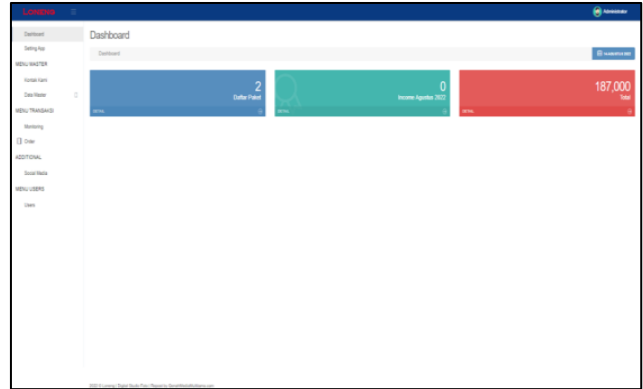 Administrator
Dashboard
Setting App
MENU MASTER
Kontak Kami
Data Master
MENU TRANSAKSI
Monitoring
Order
ADDITIONAL
Social Media
MENU USERS
Users
Dashboard
Dashboard
2
Daftar Paket
DETAIL
0
Income Agustus 2022
DETAIL
187,000
Total
DETAIL